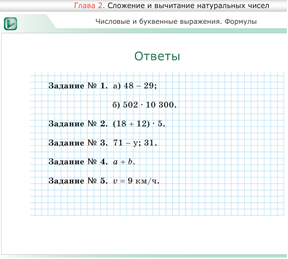 Глава 2. Сложение и вычитание натуральных чисел
Числовые и буквенные выражения. Формулы
Ответы
Задание № 1. а) 48 – 29;
б) 502 · 10 300.
Задание № 2. (18 + 12) · 5.
Задание № 3. 71 – y; 31.
Задание № 4. a + b.
Задание № 5. v = 9 км/ч.